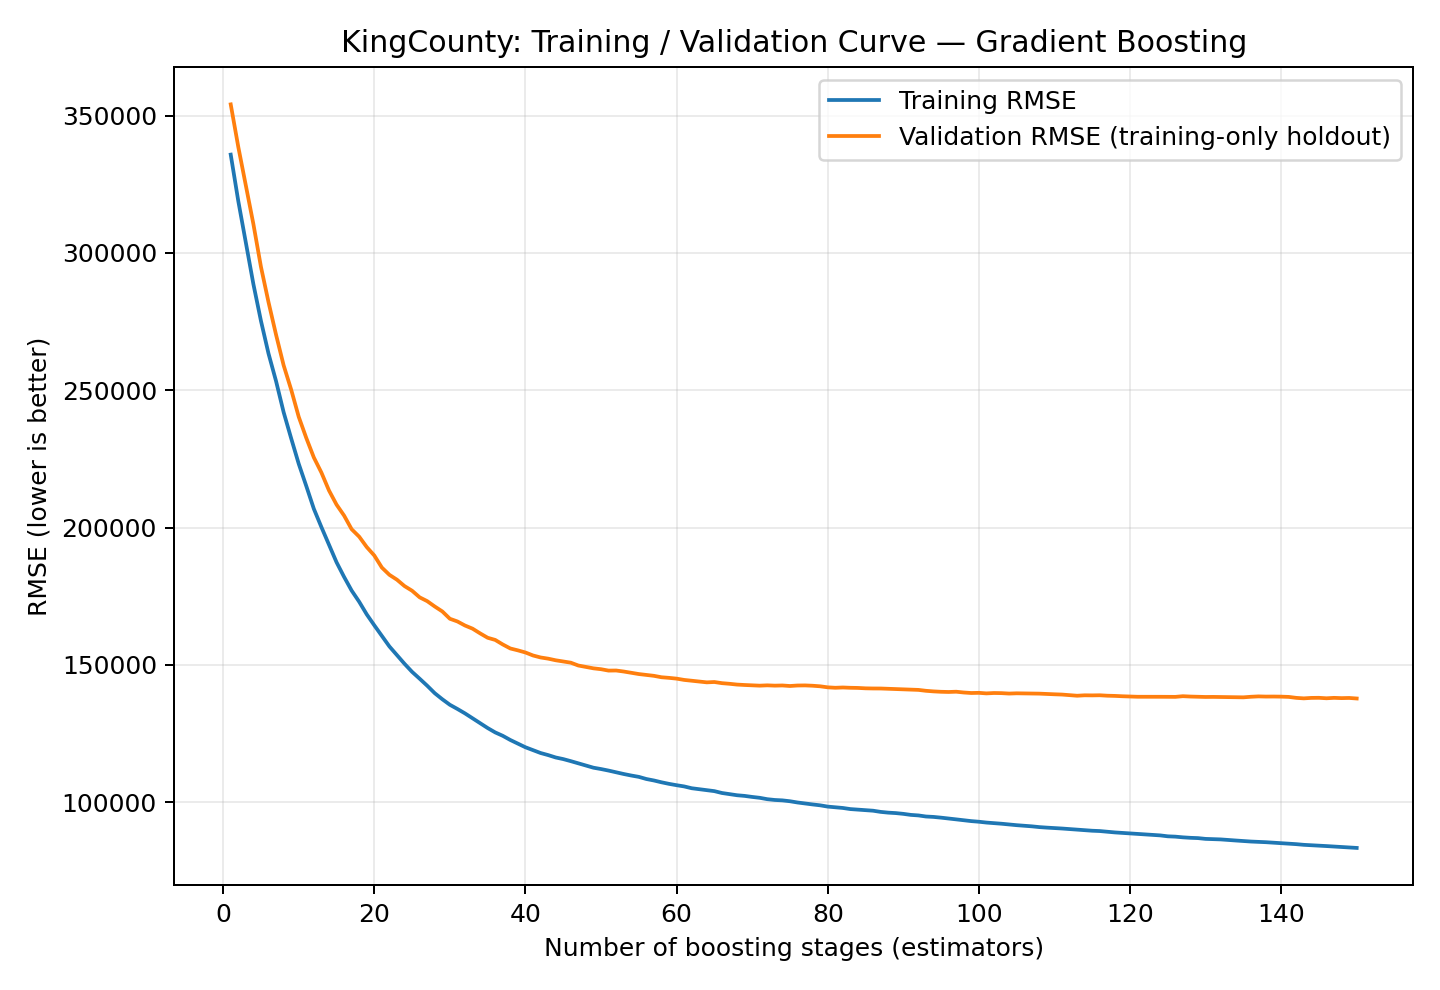 KingCounty: Training / Validation Curve — Gradient Boosting
Training RMSE
Validation RMSE (training-only holdout)
RMSE (lower is better)
350000
300000
250000
200000
150000
100000
0 20 40 60 80 100 120 140
Number of boosting stages (estimators)